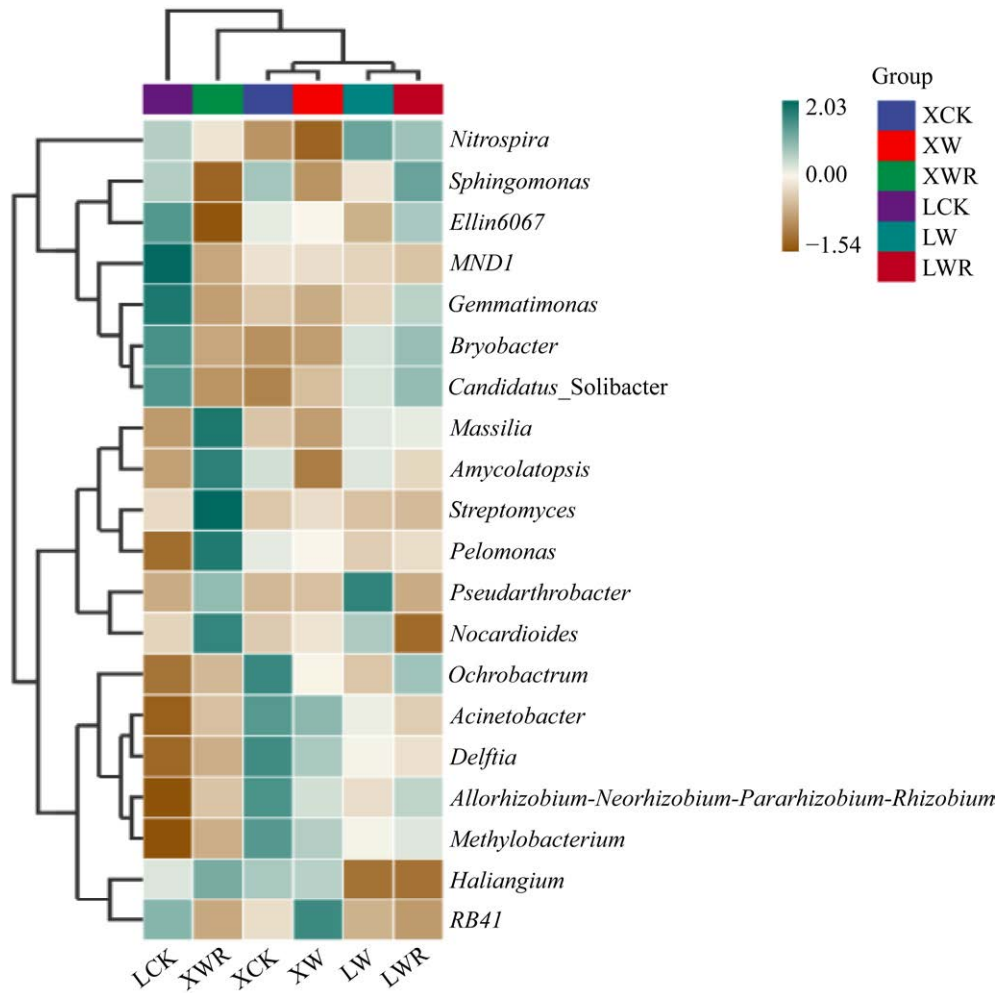 Group
2.03
0.00
−1.54
XCK
XW
XWR
LCK
LW
LWR
Nitrospira
Sphingomonas
Ellin6067
MND1
Gemmatimonas
Bryobacter
Candidatus_Solibacter
Massilia
Amycolatopsis
Streptomyces
Pelomonas
Pseudarthrobacter
Nocardioides
Ochrobactrum
Acinetobacter
Delftia
Allorhizobium-Neorhizobium-Pararhizobium-Rhizobium
Methylobacterium
Haliangium
RB41
LCK XWR XCK XW LW LWR